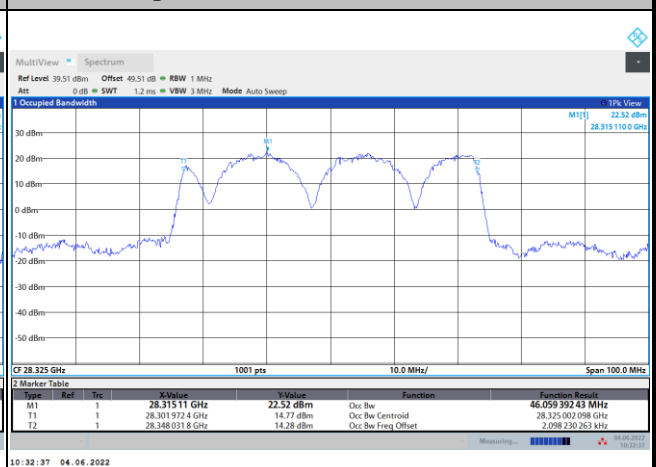 MultiView Spectrum
Ref Level 39.51 dBm Offset 49.51 dB RBW 1 MHz
Att 0 dB SWT 1.2 ms VBW 3 MHz Mode Auto Sweep
1 Occupied Bandwidth 1Pk View
M1[1] 22.52 dBm
28.315 110 0 GHz
M1
30 dBm
20 dBm
T1
T2
10 dBm
0 dBm
-10 dBm
-20 dBm
-30 dBm
-40 dBm
-50 dBm
CF 28.325 GHz 1001 pts 10.0 MHz/ Span 100.0 MHz
2 Marker Table
Type Ref Trc X-Value Y-Value Function Function Result
M1 1 28.315 11 GHz 22.52 dBm Occ Bw 46.059 392 43 MHz
T1 1 28.301 972 4 GHz 14.77 dBm Occ Bw Centroid 28.325 002 098 GHz
T2 1 28.348 031 8 GHz 14.28 dBm Occ Bw Freq Offset 2.098 230 263 kHz
Measuring... 04.06.2022
10:32:37
10:32:37 04.06.2022